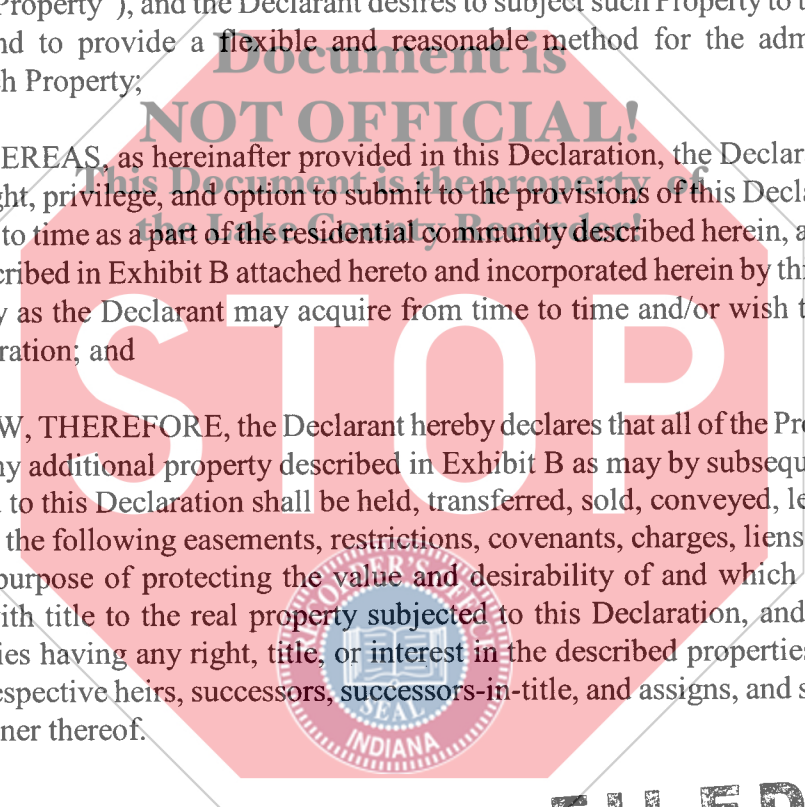 Property"), and the Declarant desires to subject such Property to t
nd to provide a flexible and reasonable method for the adm
h Property;
Document is
NOT OFFICIAL!
This Document is the property of
the Lake County Recorder!
EREAS, as hereinafter provided in this Declaration, the Declar
ght, privilege, and option to submit to the provisions of this Decla
to time as a part of the residential community described herein, a
cribed in Exhibit B attached hereto and incorporated herein by thi
y as the Declarant may acquire from time to time and/or wish t
ration; and
STOP
W, THEREFORE, the Declarant hereby declares that all of the Pro
ny additional property described in Exhibit B as may by subsequ
to this Declaration shall be held, transferred, sold, conveyed, le
the following easements, restrictions, covenants, charges, liens
purpose of protecting the value and desirability of and which
ith title to the real property subjected to this Declaration, and
ies having any right, title, or interest in the described properties
espective heirs, successors, successors-in-title, and assigns, and s
ner thereof.
RECORDER'S OFFICE
SEAL
INDIANA
FILED